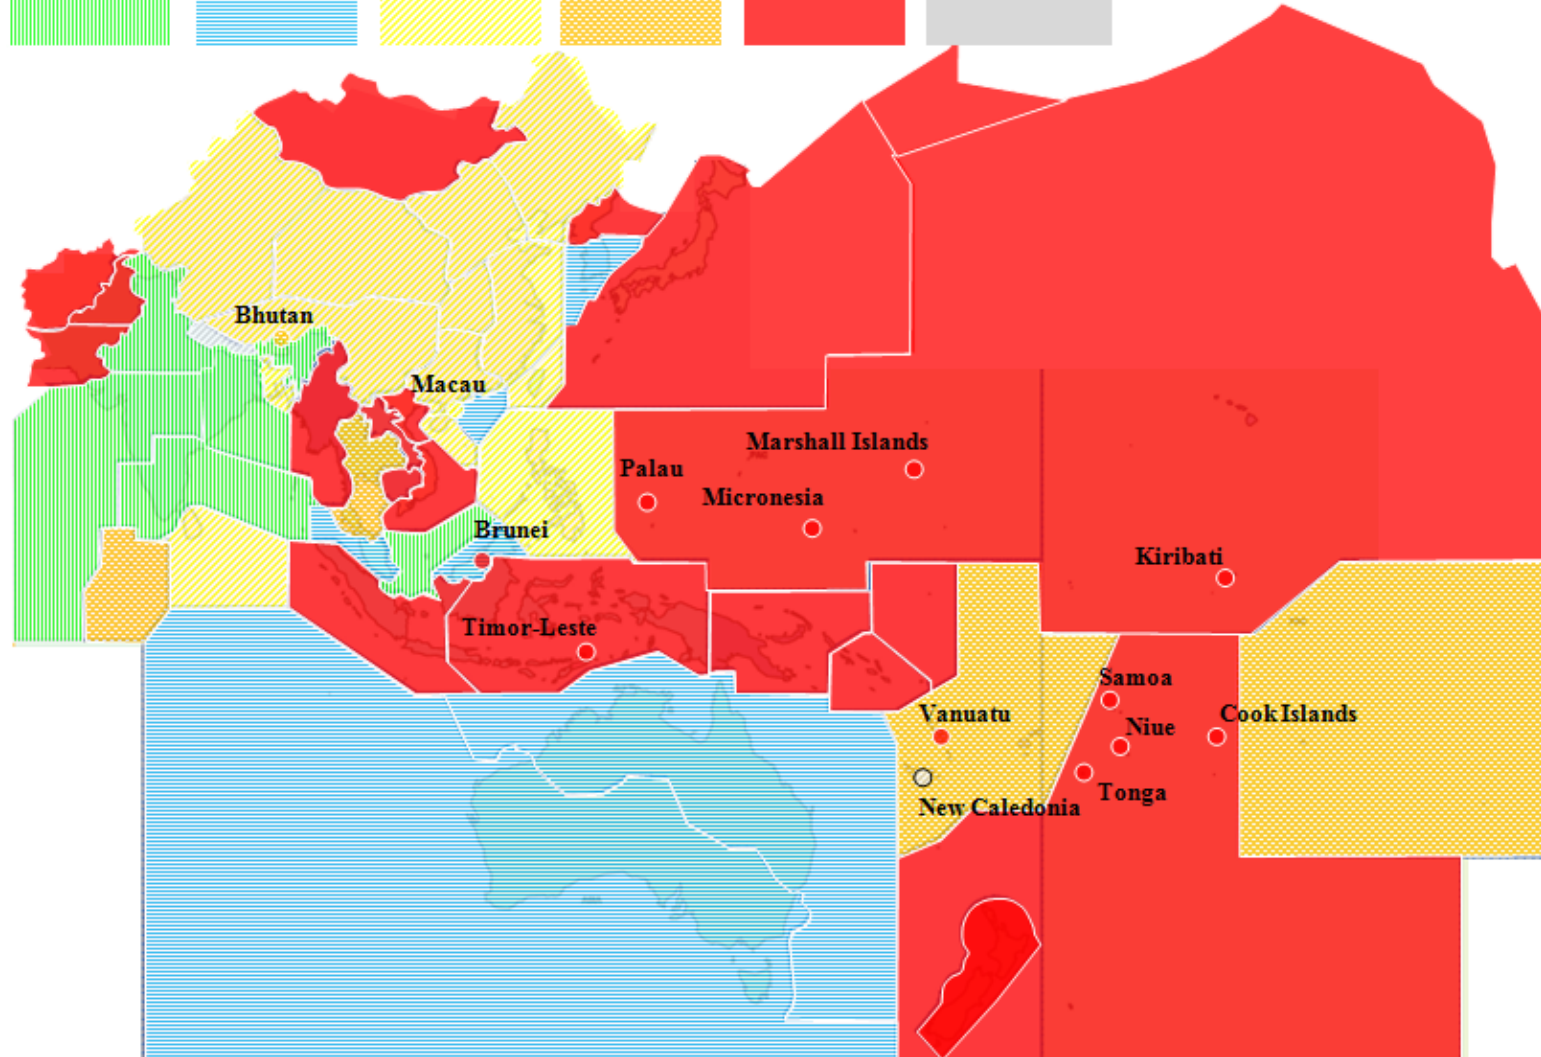 Bhutan
Macau
Marshall Islands
Palau
Micronesia
Brunei
Kiribati
Timor-Leste
Samoa
Vanuatu
Niue
Cook Islands
Tonga
New Caledonia